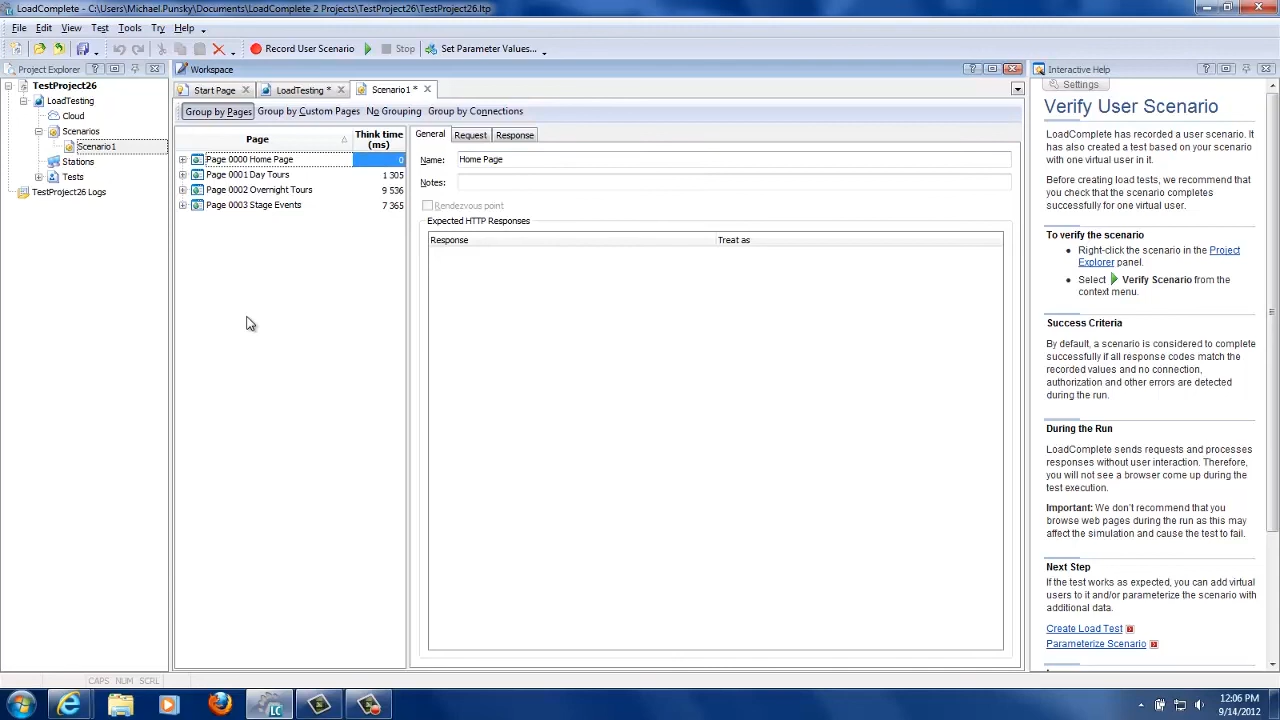 LoadComplete - C:\Users\Michael.Punsky\Documents\LoadComplete 2 Projects\TestProject26\TestProject26.ltp
File Edit View Test Tools Try Help
Record User Scenario Stop Set Parameter Values...
Project Explorer
TestProject26
LoadTesting
Cloud
Scenarios
Scenario1
Stations
Tests
TestProject26 Logs
Workspace
Start Page LoadTesting * Scenario1 *
Group by Pages Group by Custom Pages No Grouping Group by Connections
Page Think time (ms)
Page 0000 Home Page 0
Page 0001 Day Tours 1 305
Page 0002 Overnight Tours 9 536
Page 0003 Stage Events 7 365
General Request Response
Name: Home Page
Notes:
Rendezvous point
Expected HTTP Responses
Response Treat as
Interactive Help
Settings
Verify User Scenario
LoadComplete has recorded a user scenario. It
has also created a test based on your scenario
with one virtual user in it.
Before creating load tests, we recommend that
you check that the scenario completes
successfully for one virtual user.
To verify the scenario
Right-click the scenario in the Project
Explorer panel.
Select Verify Scenario from the
context menu.
Success Criteria
By default, a scenario is considered to complete
successfully if all response codes match the
recorded values and no connection,
authorization and other errors are detected
during the run.
During the Run
LoadComplete sends requests and processes
responses without user interaction. Therefore,
you will not see a browser come up during the
test execution.
Important: We don't recommend that you
browse web pages during the run as this may
affect the simulation and cause the test to fail.
Next Step
If the test works as expected, you can add virtual
users to it and/or parameterize the scenario with
additional data.
Create Load Test
Parameterize Scenario
CAPS NUM SCRL
LC
12:06 PM
9/14/2012